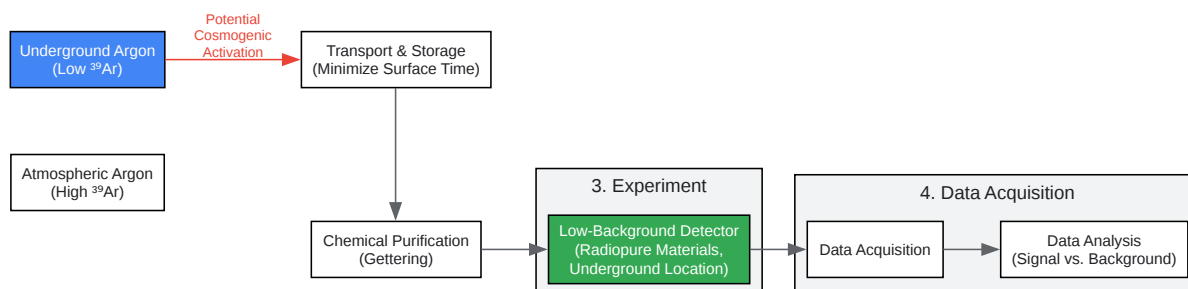 Underground Argon
(Low ³⁹Ar)
Potential
Cosmogenic
Activation
Transport & Storage
(Minimize Surface Time)
Atmospheric Argon
(High ³⁹Ar)
Chemical Purification
(Gettering)
3. Experiment
Low-Background Detector
(Radiopure Materials,
Underground Location)
4. Data Acquisition
Data Acquisition
Data Analysis
(Signal vs. Background)